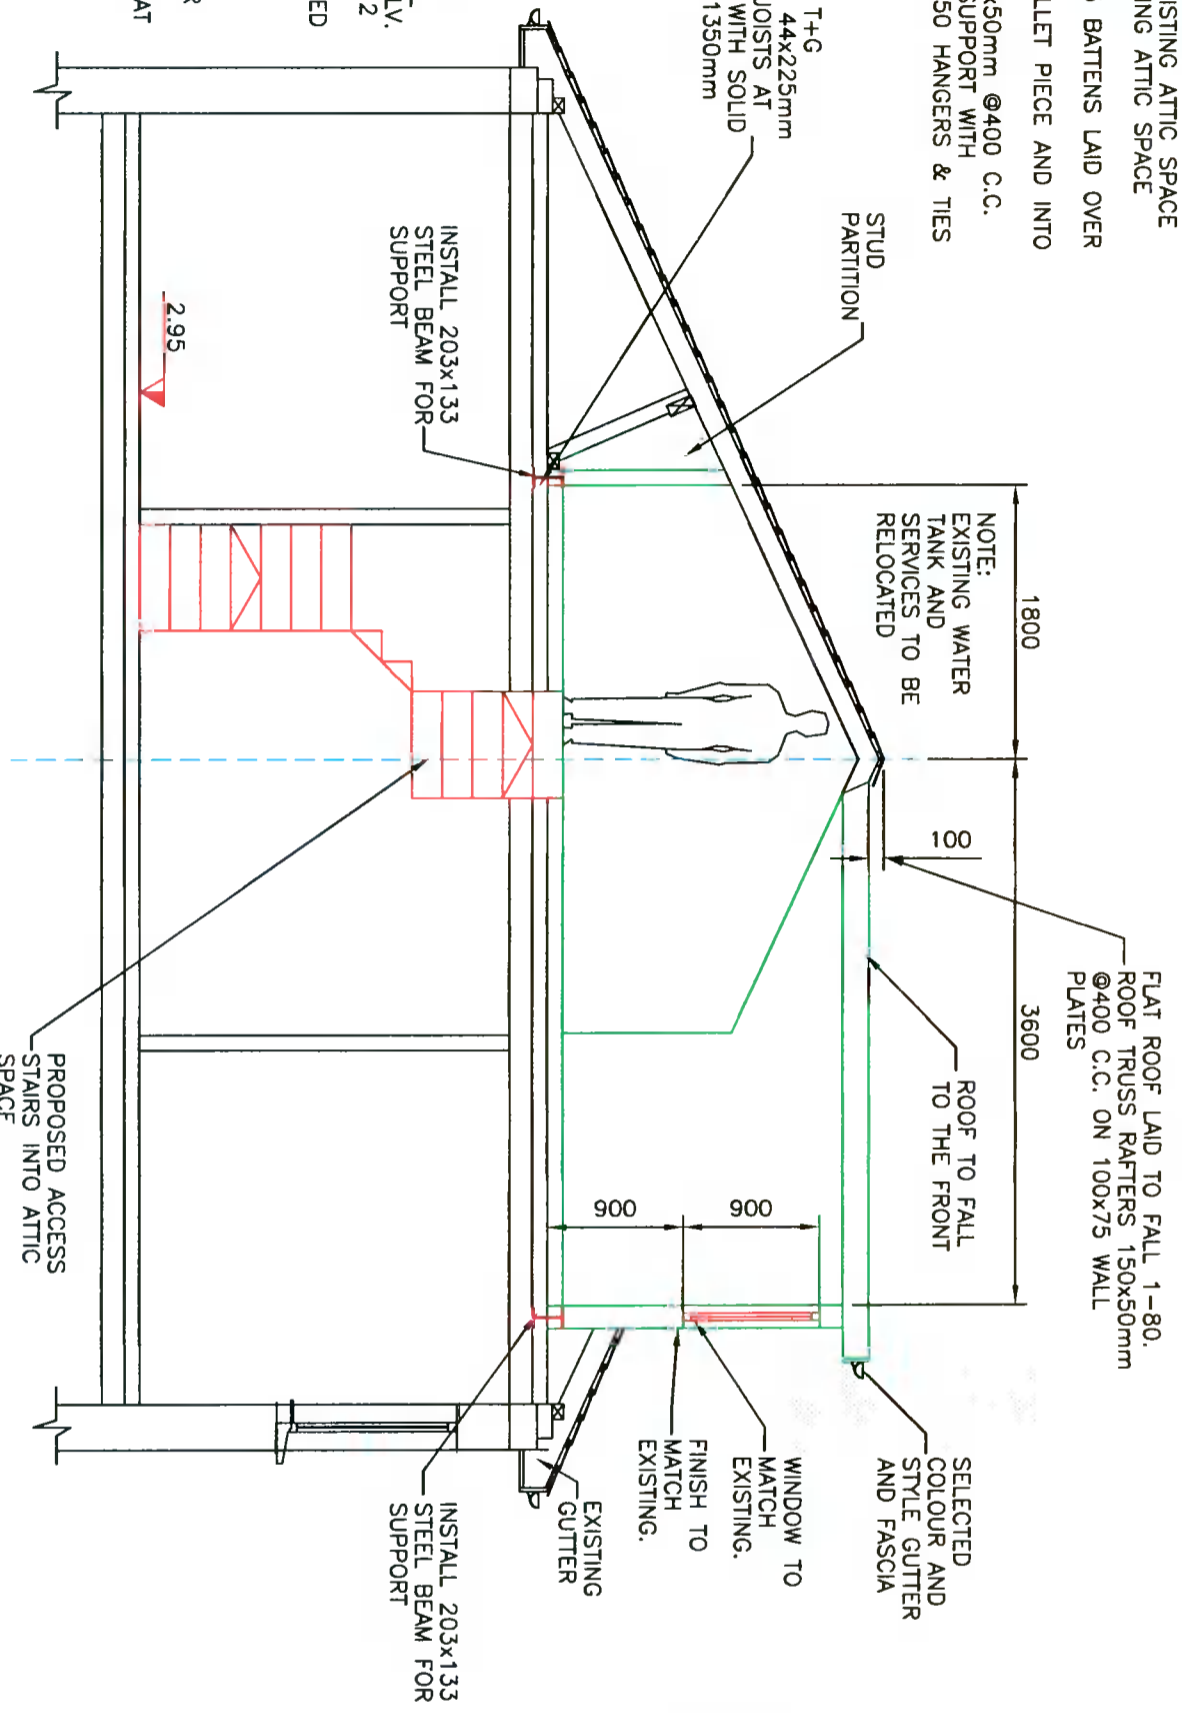 ISTING ATTIC SPACE
ING ATTIC SPACE
BATTENS LAID OVER
LLET PIECE AND INTO
x50mm @400 C.C.
SUPPORT WITH
50 HANGERS & TIES
T+G
44x225mm
JOISTS AT
WITH SOLID
1350mm
LV.
2
ED
R
AT
STUD
PARTITION
INSTALL 203x133
STEEL BEAM FOR
SUPPORT
2.95
NOTE:
EXISTING WATER
TANK AND
SERVICES TO BE
RELOCATED
1800
100
3600
FLAT ROOF LAID TO FALL 1-80.
ROOF TRUSS RAFTERS 150x50mm
@400 C.C. ON 100x75 WALL
PLATES
ROOF TO FALL
TO THE FRONT
900
900
SELECTED
COLOUR AND
STYLE GUTTER
AND FASCIA
WINDOW TO
MATCH
EXISTING.
FINISH TO
MATCH
EXISTING.
EXISTING
GUTTER
INSTALL 203x133
STEEL BEAM FOR
SUPPORT
PROPOSED ACCESS
STAIRS INTO ATTIC
SPACE